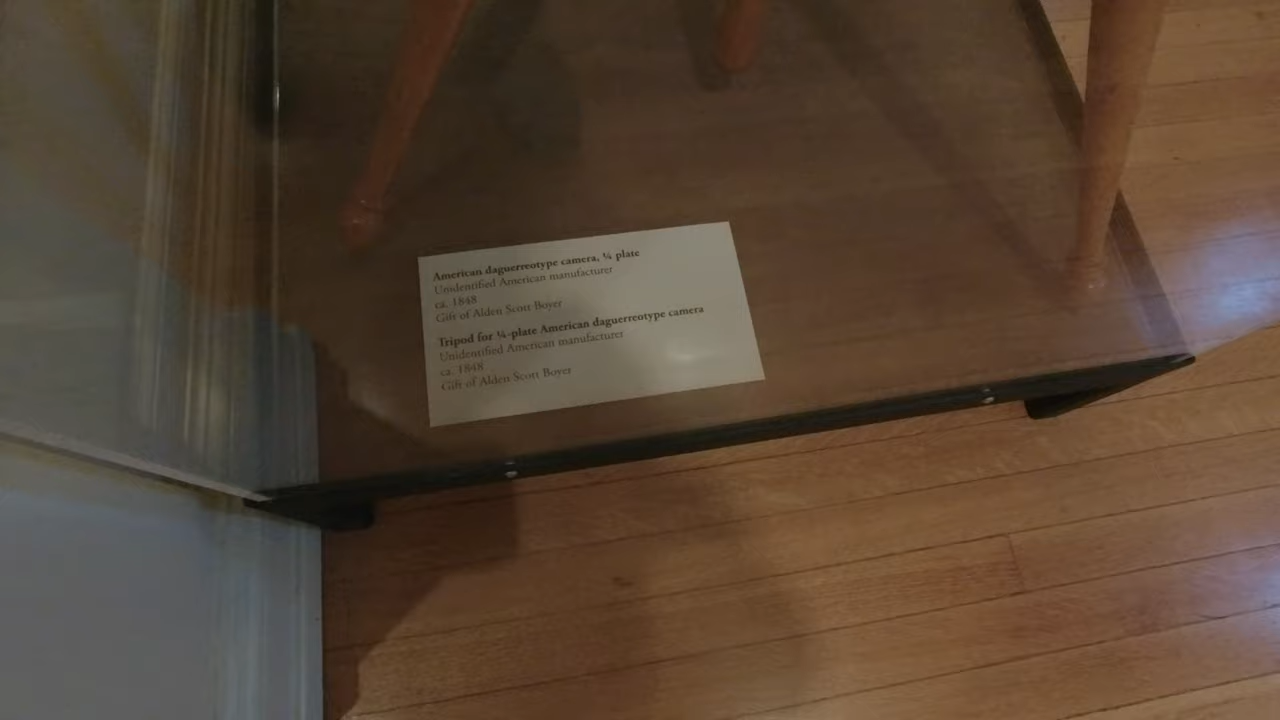 American daguerreotype camera, ¼ plate
Unidentified American manufacturer
ca. 1848
Gift of Alden Scott Boyer
Tripod for ¼-plate American daguerreotype camera
Unidentified American manufacturer
ca. 1848
Gift of Alden Scott Boyer